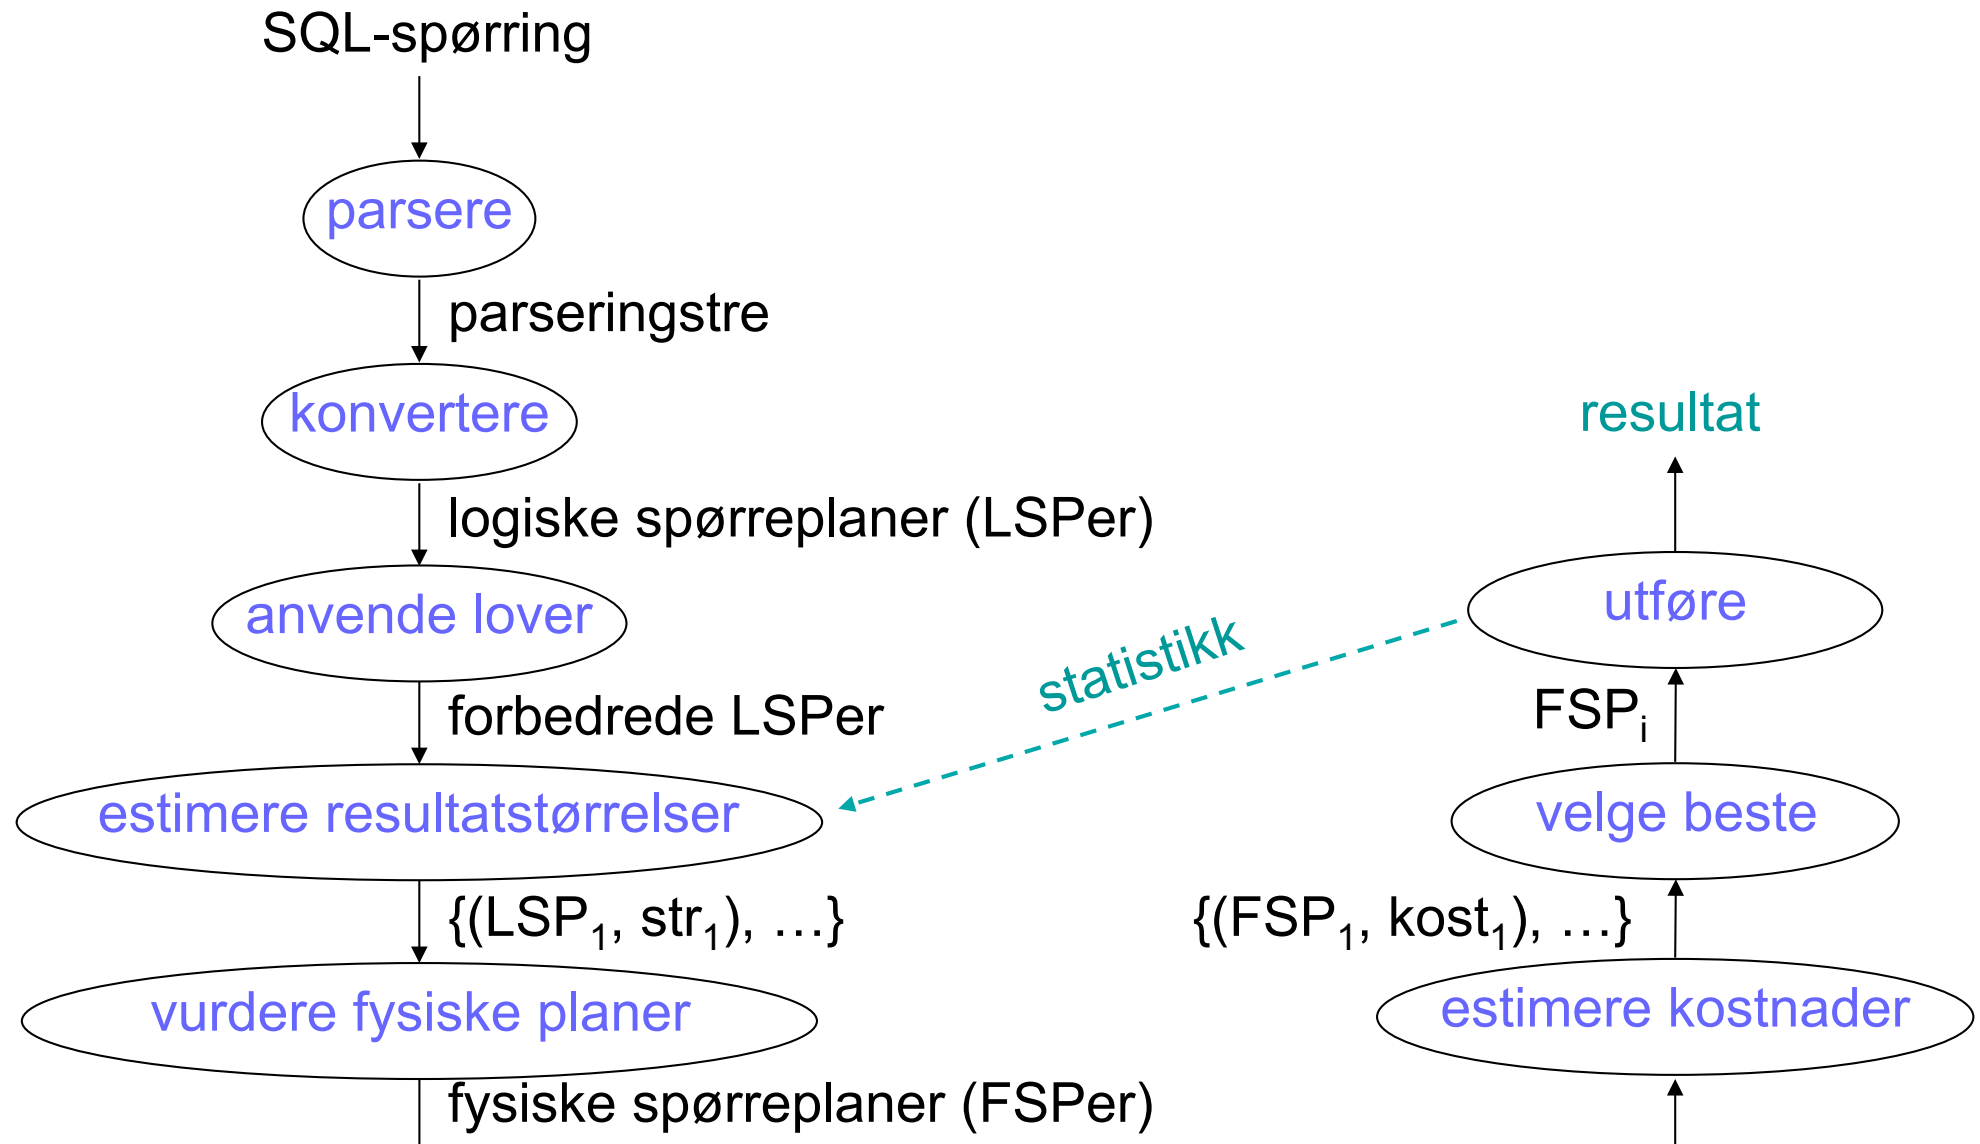 SQL-spørring
parsere
parseringstre
konvertere
logiske spørreplaner (LSPer)
anvende lover
forbedrede LSPer
estimere resultatstørrelser
{(LSP₁, str₁), …}
vurdere fysiske planer
fysiske spørreplaner (FSPer)
statistikk
resultat
utføre
FSPᵢ
velge beste
{(FSP₁, kost₁), …}
estimere kostnader